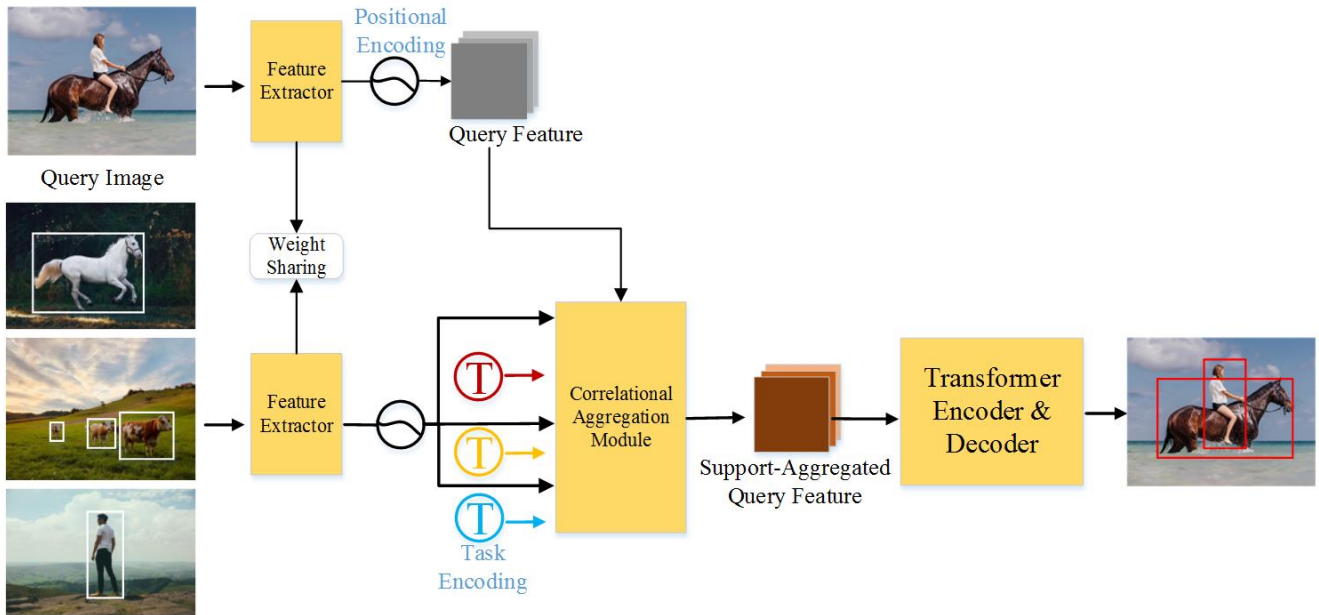 Positional
Encoding
Feature
Extractor
Query Feature
Query Image
Weight
Sharing
Feature
Extractor
T
T
T
Task
Encoding
Correlational
Aggregation
Module
Support-Aggregated
Query Feature
Transformer
Encoder &
Decoder